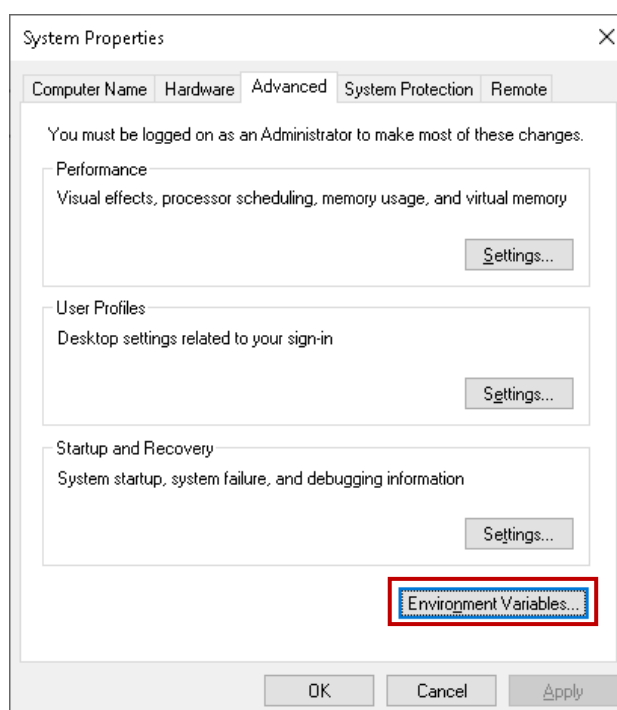 System Properties
Computer Name Hardware Advanced System Protection Remote
You must be logged on as an Administrator to make most of these changes.
Performance
Visual effects, processor scheduling, memory usage, and virtual memory
Settings...
User Profiles
Desktop settings related to your sign-in
Settings...
Startup and Recovery
System startup, system failure, and debugging information
Settings...
Environment Variables...
OK Cancel Apply